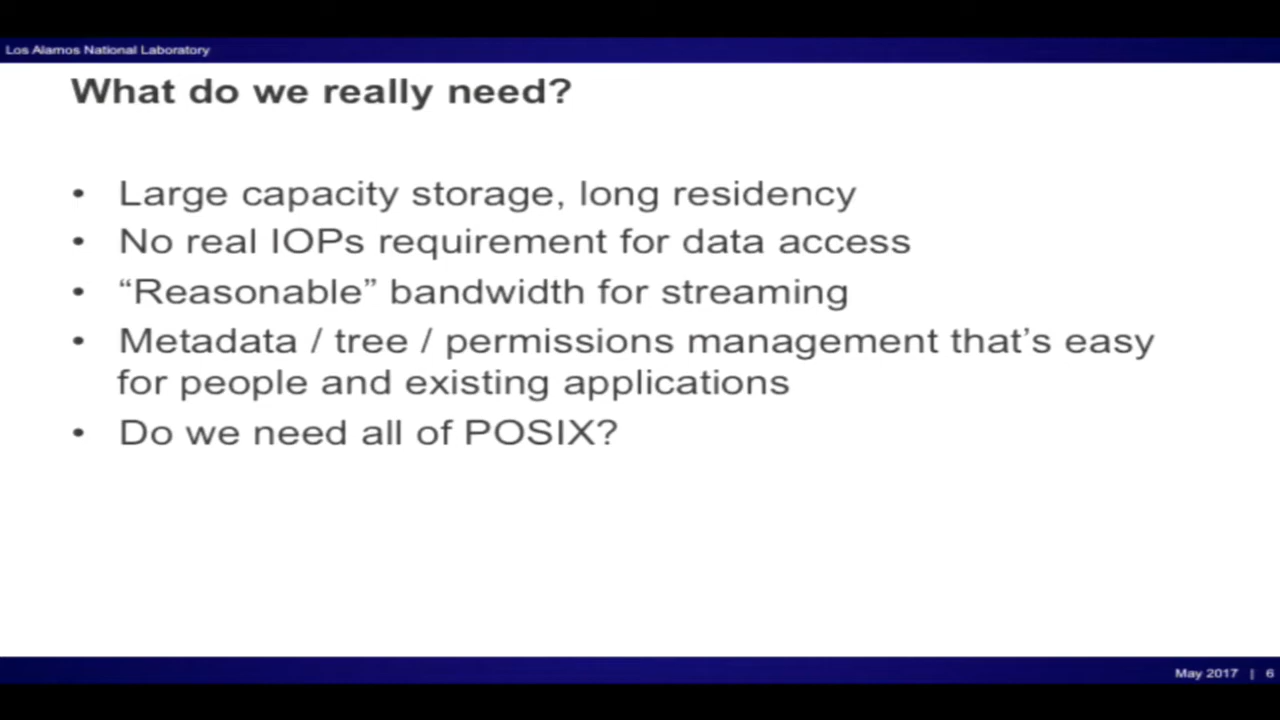 Los Alamos National Laboratory
What do we really need?
• Large capacity storage, long residency
• No real IOPs requirement for data access
• “Reasonable” bandwidth for streaming
• Metadata / tree / permissions management that’s easy
for people and existing applications
• Do we need all of POSIX?
May 2017 | 6